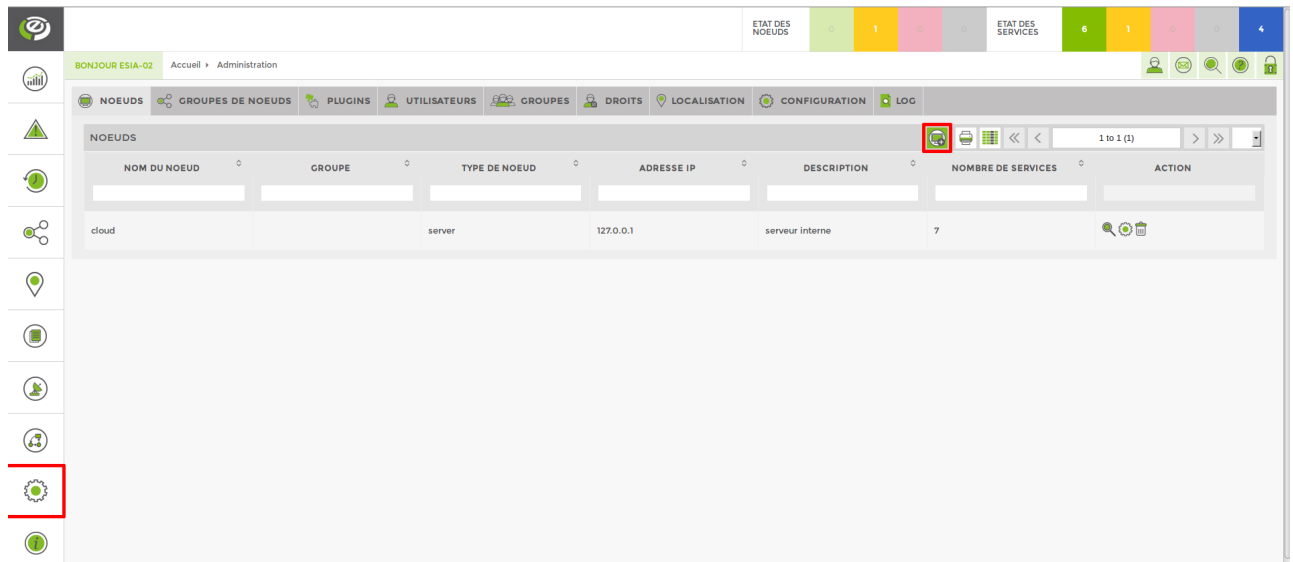 ETAT DES NOEUDS 0 1 0 0 ETAT DES SERVICES 6 1 0 0 4
BONJOUR ESIA-02 Accueil Administration
NOEUDS GROUPES DE NOEUDS PLUGINS UTILISATEURS GROUPES DROITS LOCALISATION CONFIGURATION LOG
NOEUDS 1 to 1 (1)
NOM DU NOEUD GROUPE TYPE DE NOEUD ADRESSE IP DESCRIPTION NOMBRE DE SERVICES ACTION
cloud server 127.0.0.1 serveur interne 7